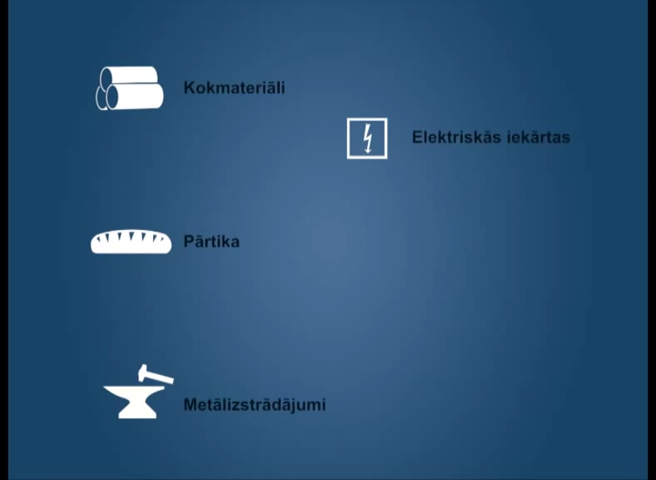 Kokmateriāli
Elektriskās iekārtas
Pārtika
Metālizstrādājumi